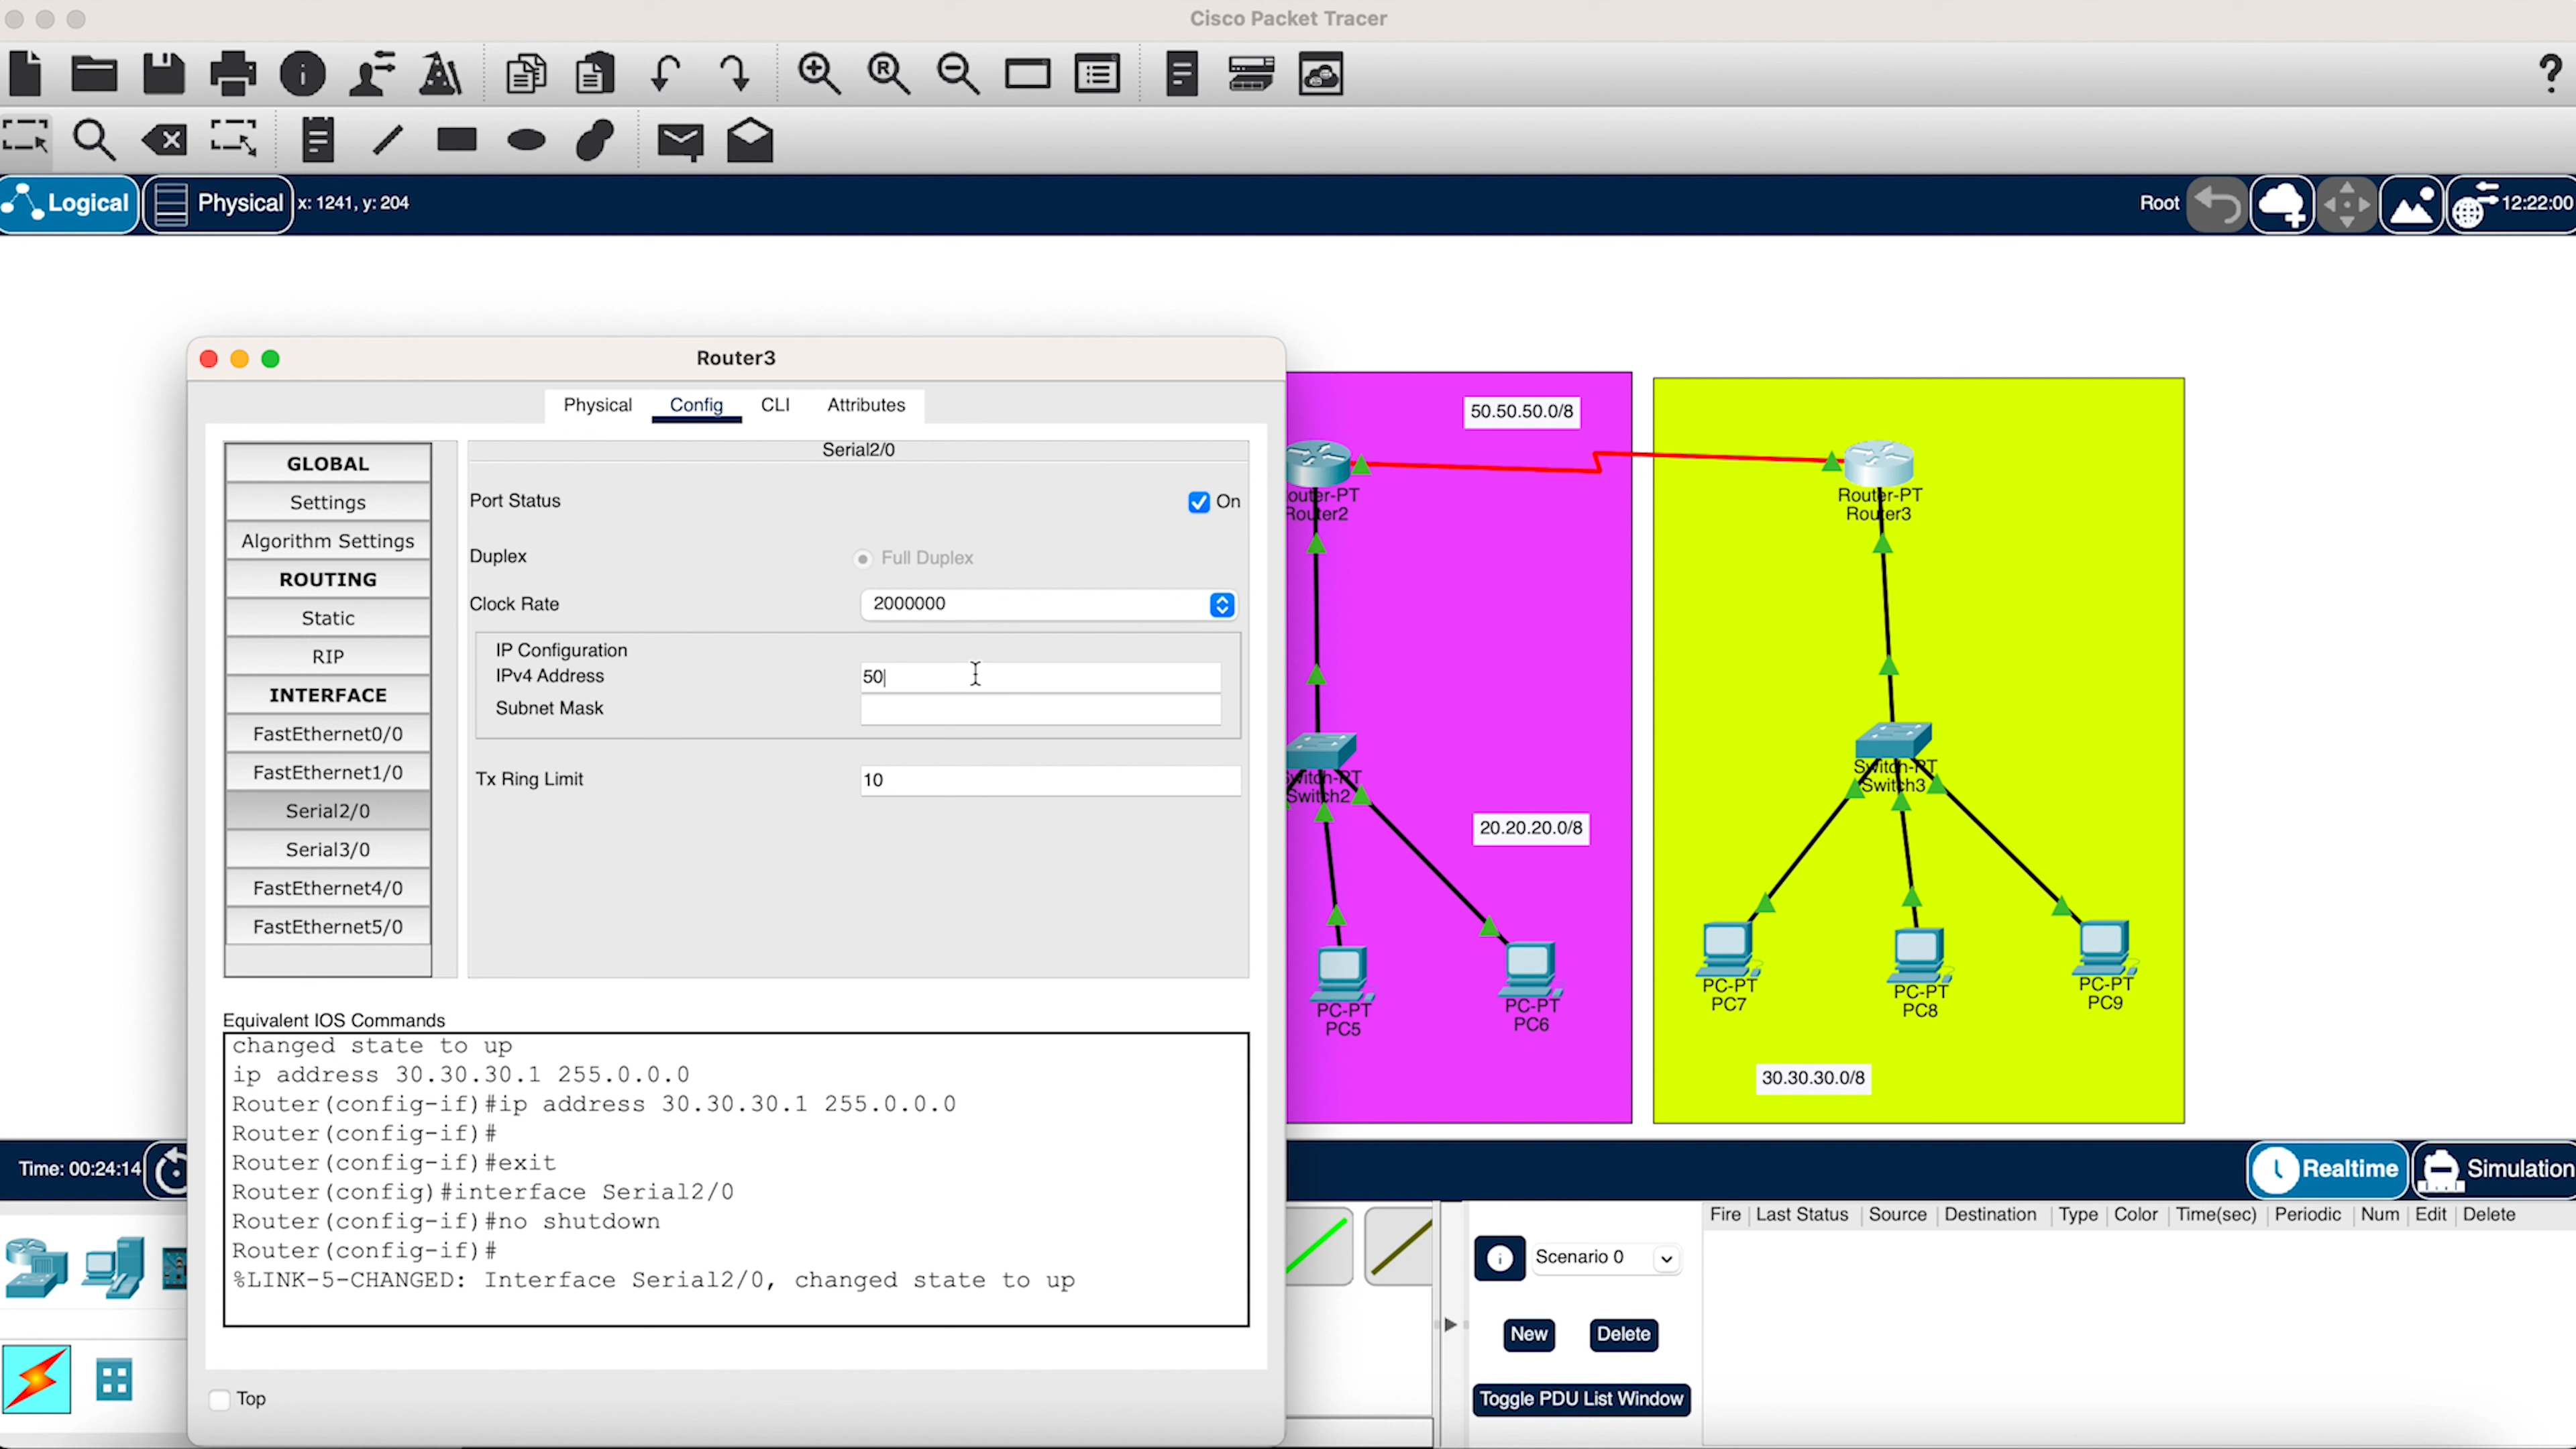 Cisco Packet Tracer
Logical
Physical
x: 1241, y: 204
Root
12:22:00
Router3
Physical
Config
CLI
Attributes
GLOBAL
Settings
Algorithm Settings
ROUTING
Static
RIP
INTERFACE
FastEthernet0/0
FastEthernet1/0
Serial2/0
Serial3/0
FastEthernet4/0
FastEthernet5/0
Serial2/0
Port Status
On
Duplex
Full Duplex
Clock Rate
2000000
IP Configuration
IPv4 Address
50
Subnet Mask
Tx Ring Limit
10
Equivalent IOS Commands
changed state to up
ip address 30.30.30.1 255.0.0.0
Router(config-if)#ip address 30.30.30.1 255.0.0.0
Router(config-if)#
Router(config-if)#exit
Router(config)#interface Serial2/0
Router(config-if)#no shutdown
Router(config-if)#
%LINK-5-CHANGED: Interface Serial2/0, changed state to up
Top
50.50.50.0/8
outer-PT
Router2
Router-PT
Router3
Switch-PT
Switch2
Switch-PT
Switch3
20.20.20.0/8
PC-PT
PC5
PC-PT
PC6
PC-PT
PC7
PC-PT
PC8
PC-PT
PC9
30.30.30.0/8
Time: 00:24:14
Realtime
Simulation
Scenario 0
New
Delete
Toggle PDU List Window
Fire
Last Status
Source
Destination
Type
Color
Time(sec)
Periodic
Num
Edit
Delete